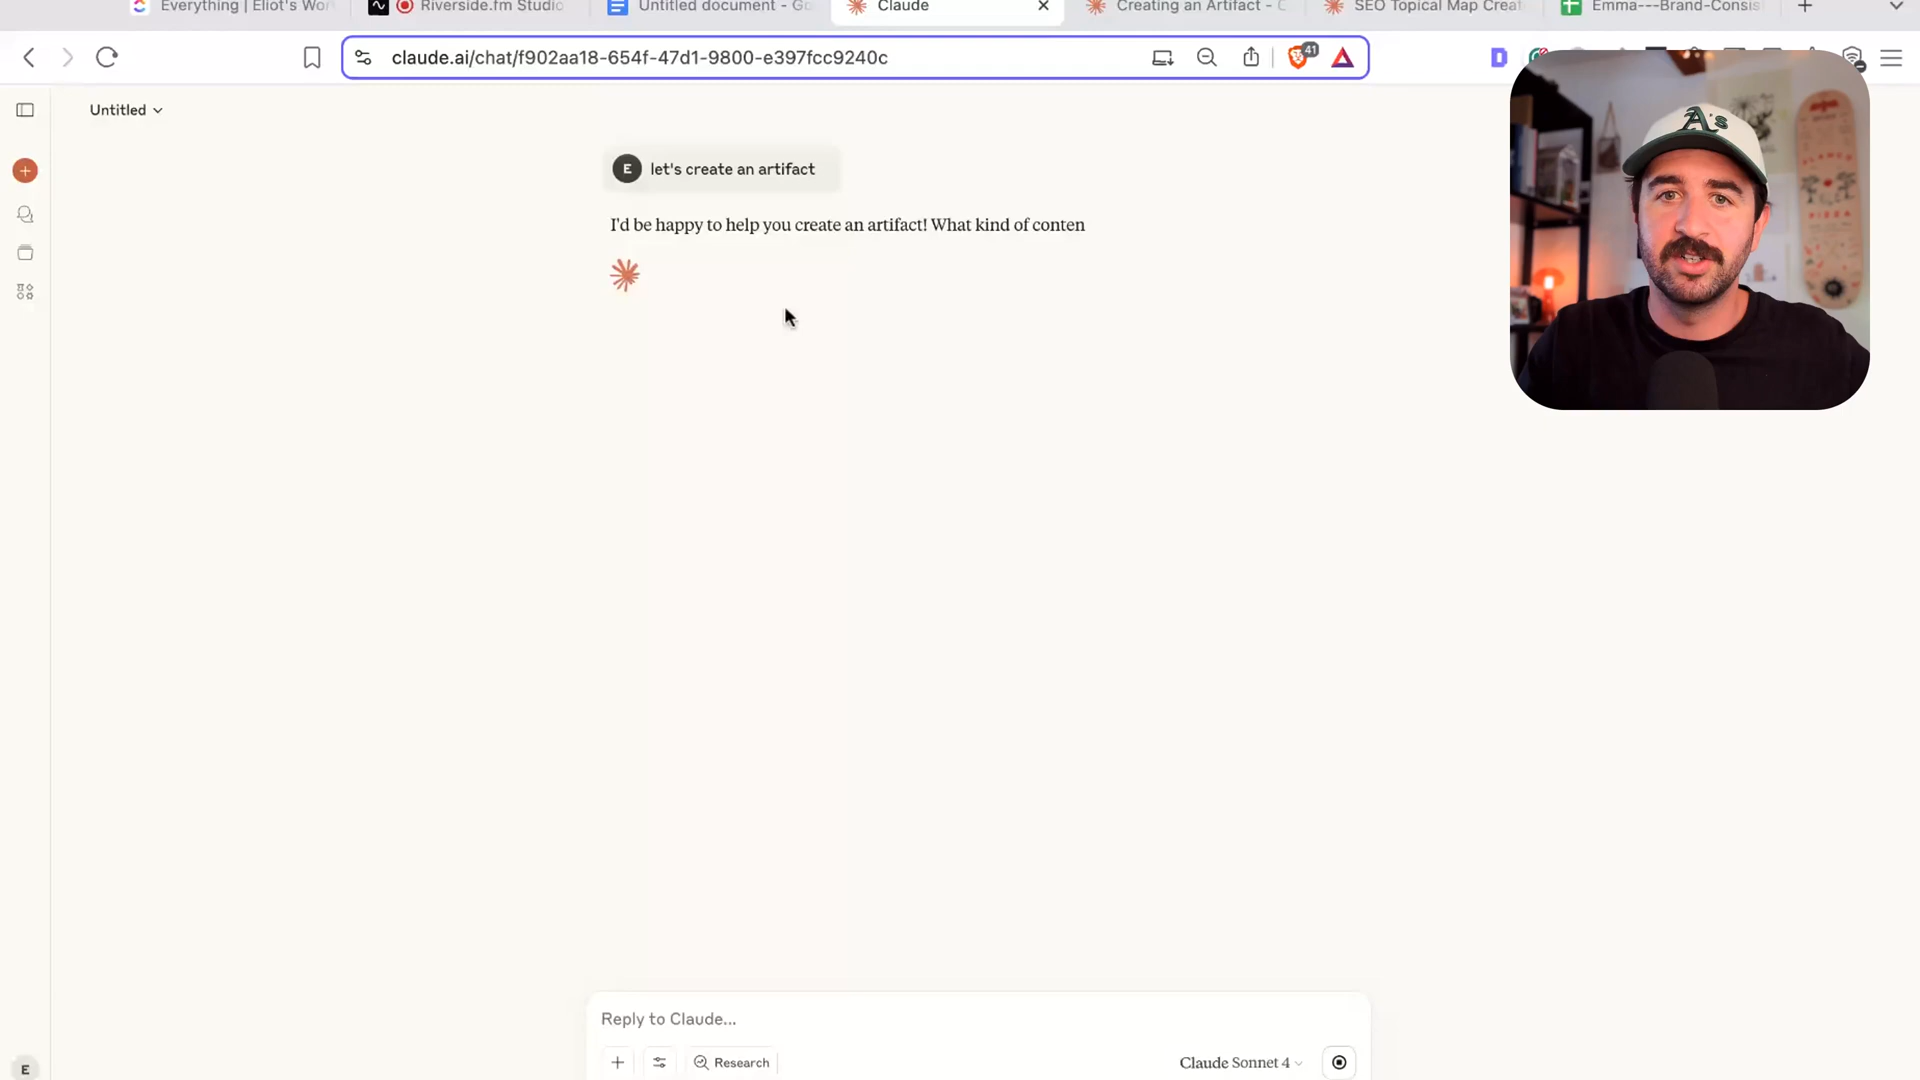 Everything | Eliot's Wor
Riverside.fm Studio
Untitled document - Go
Claude
Creating an Artifact - C
SEO Topical Map Creat
Emma---Brand-Consis
claude.ai/chat/f902aa18-654f-47d1-9800-e397fcc9240c
41
D
Untitled
A's
E let's create an artifact
I'd be happy to help you create an artifact! What kind of conten
Reply to Claude...
Research
Claude Sonnet 4
E